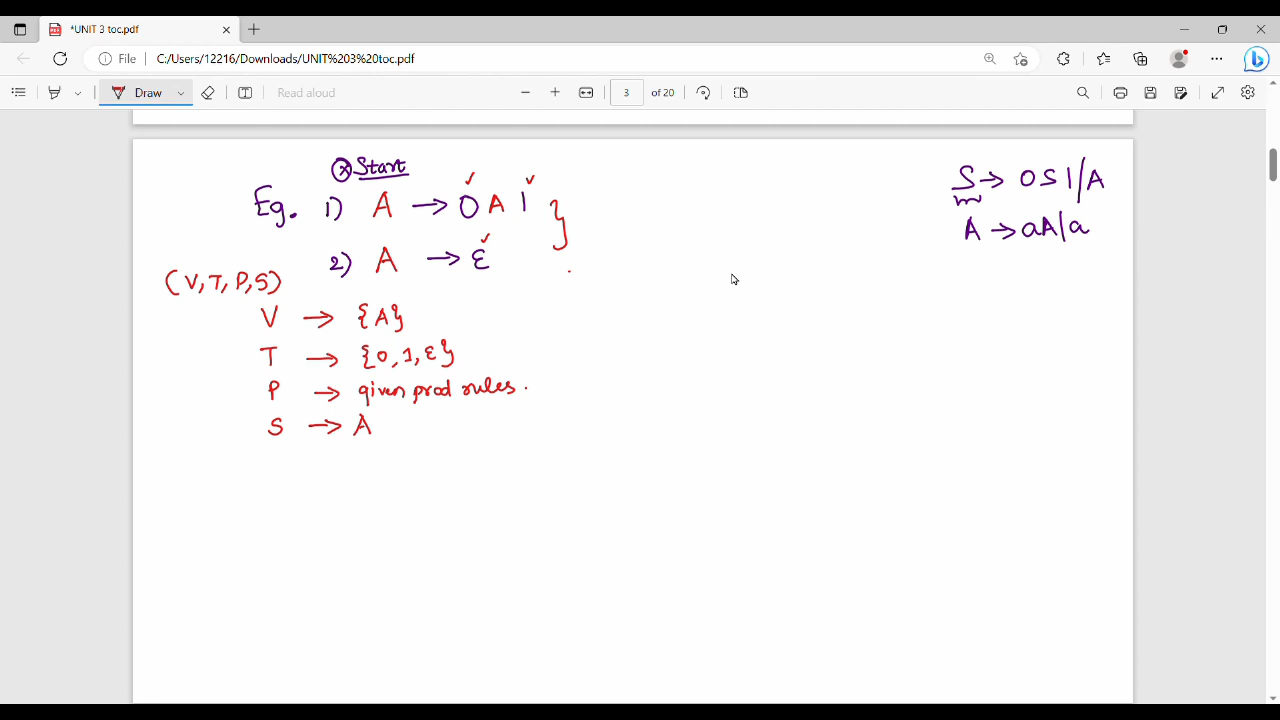 *UNIT 3 toc.pdf
File C:/Users/12216/Downloads/UNIT%203%20toc.pdf
Draw Read aloud 3 of 20
ⓧ Start
Eg. 1) A → 0 A 1 }
2) A → ε
S → 0S1/A
A → aA/a
(V, T, P, S)
V → {A}
T → {0, 1, ε}
P → given prod rules.
S → A